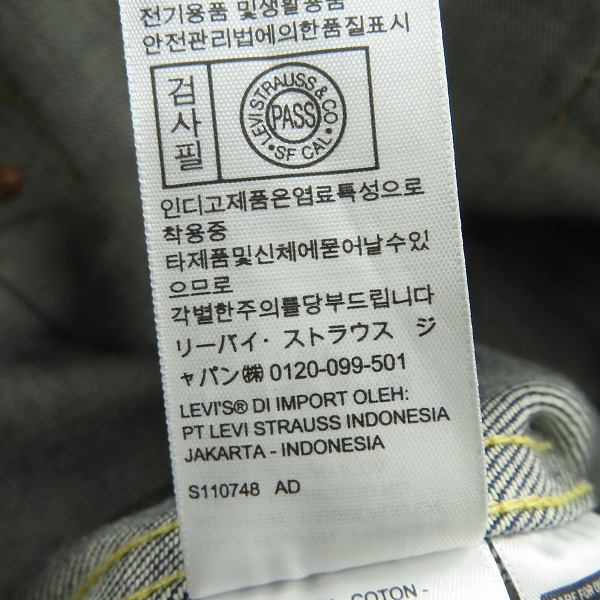 전기용품 및생활용품
안전관리법에의한품질표시
검사필
LEVI STRAUSS & CO
PASS
• SF CAL •
인디고제품은염료특성으로
착용중
타제품및신체에묻어날수있
으므로
각별한주의를당부드립니다
リーバイ・ストラウス ジ
ャパン㈱ 0120-099-501
LEVI'S® DI IMPORT OLEH:
PT LEVI STRAUSS INDONESIA
JAKARTA - INDONESIA
S110748 AD
COTON -
CARE FOR